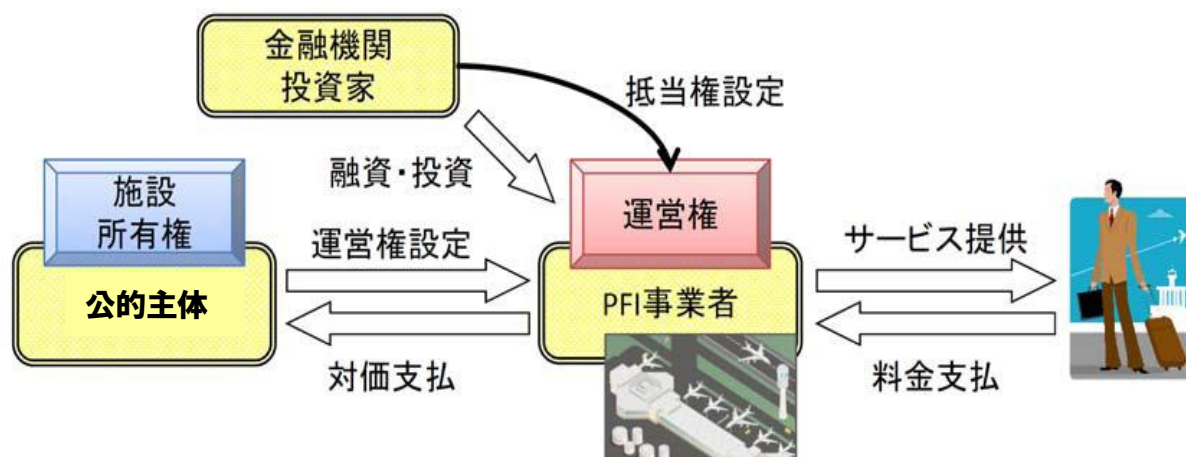 金融機関
投資家
抵当権設定
融資・投資
施設
所有権
運営権
運営権設定
サービス提供
公的主体
PFI事業者
対価支払
料金支払